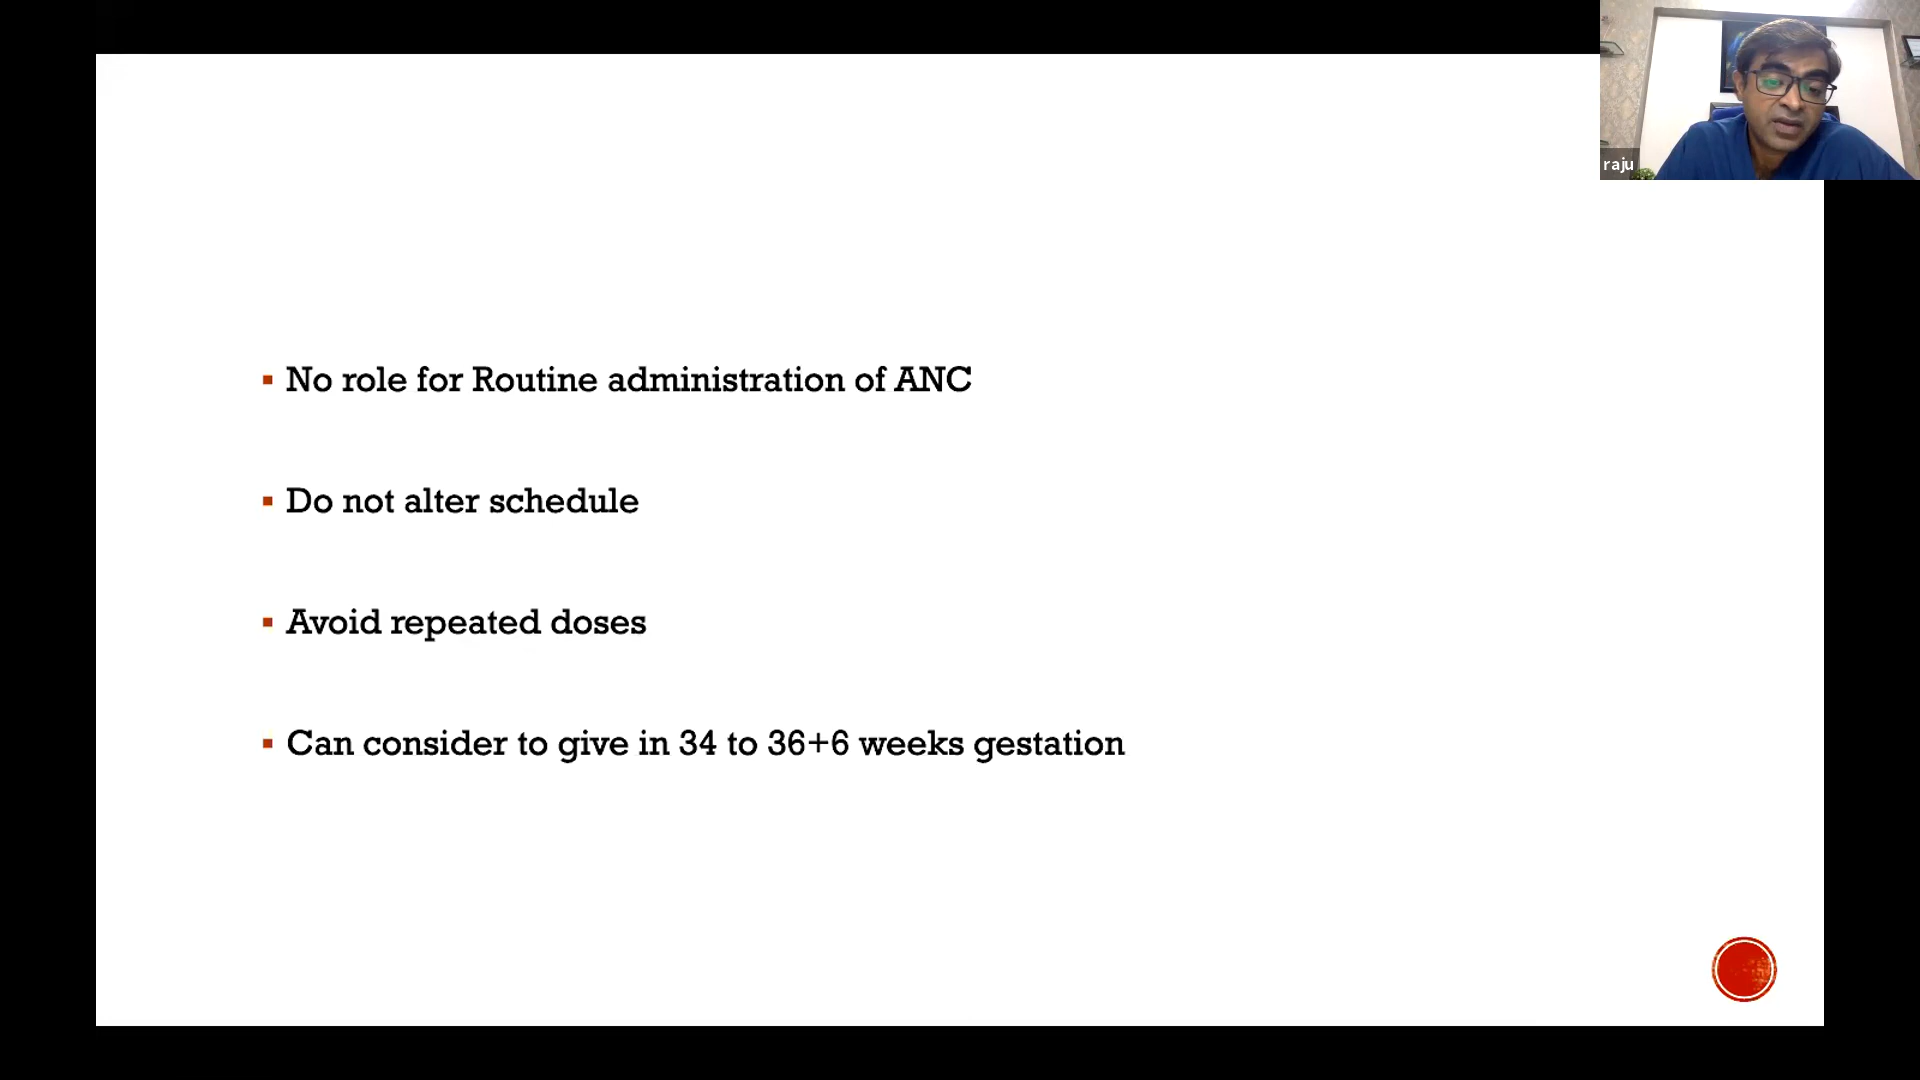 raju
No role for Routine administration of ANC
Do not alter schedule
Avoid repeated doses
Can consider to give in 34 to 36+6 weeks gestation